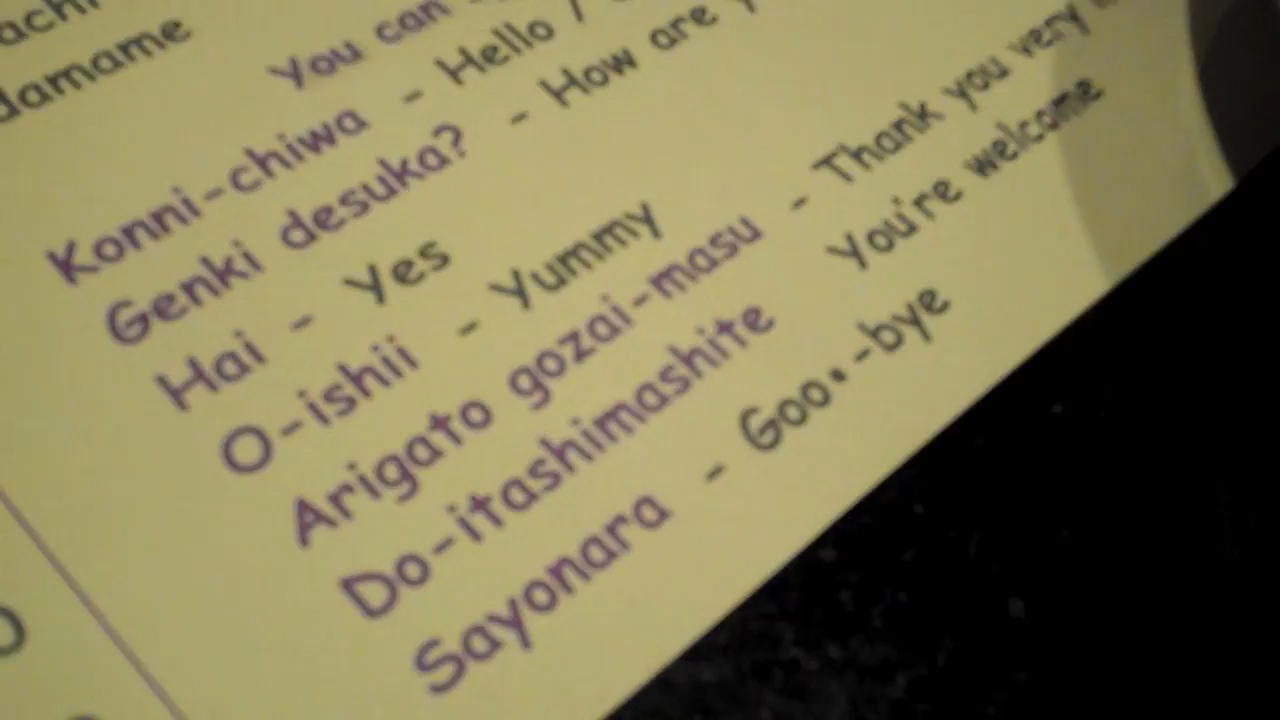 damame
You can
Konni-chiwa - Hello /
Genki desuka? - How are
Hai - Yes
O-ishii - Yummy
Arigato gozai-masu - Thank you very
Do-itashimashite You're welcome
Sayonara - Goo -bye